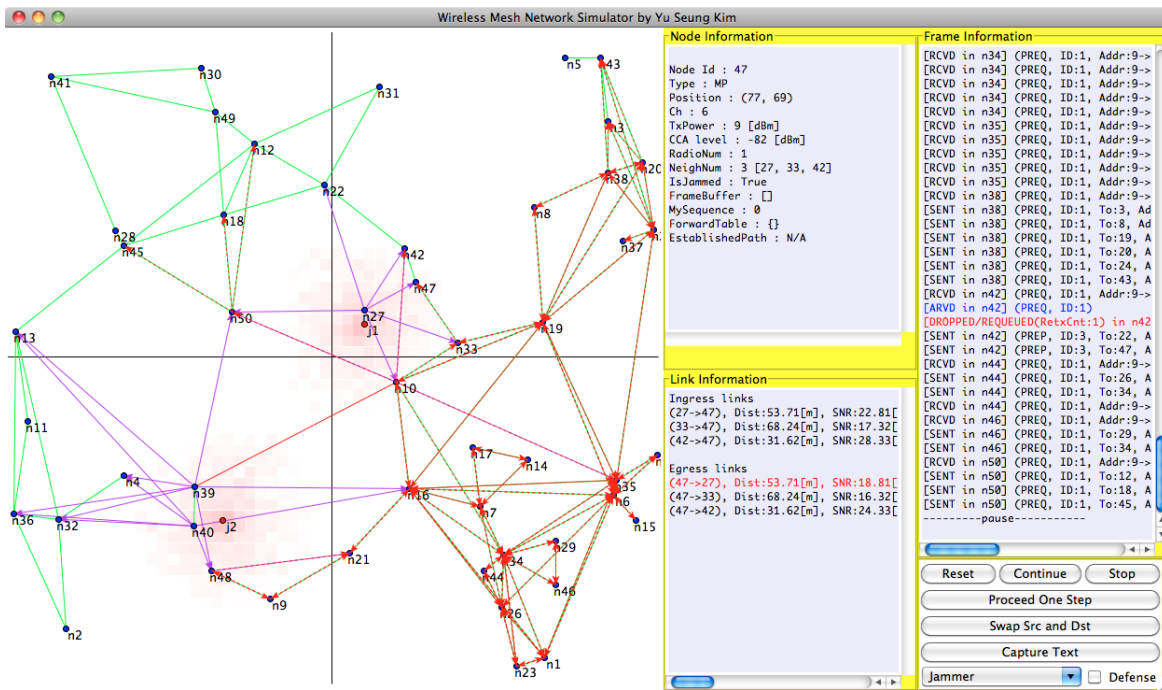 Wireless Mesh Network Simulator by Yu Seung Kim
n41
n30
n49
n31
n12
n22
n18
n28
n45
n5
n43
n3
n20
n38
n8
n37
n42
n47
n27
j1
n50
n13
n33
n19
n10
n11
n4
n39
n36
n32
n40
j2
n48
n2
n9
n21
n16
n17
n14
n7
n35
n6
n15
n34
n29
n44
n46
n26
n1
n23
Node Information
Node Id : 47
Type : MP
Position : (77, 69)
Ch : 6
TxPower : 9 [dBm]
CCA level : -82 [dBm]
RadioNum : 1
NeighNum : 3 [27, 33, 42]
IsJammed : True
FrameBuffer : []
MySequence : 0
ForwardTable : {}
EstablishedPath : N/A
Link Information
Ingress links
(27->47), Dist:53.71[m], SNR:22.81[
(33->47), Dist:68.24[m], SNR:17.32[
(42->47), Dist:31.62[m], SNR:28.33[
Egress links
(47->27), Dist:53.71[m], SNR:18.81[
(47->33), Dist:68.24[m], SNR:16.32[
(47->42), Dist:31.62[m], SNR:24.33[
Frame Information
[RCVD in n34] (PREQ, ID:1, Addr:9->
[RCVD in n34] (PREQ, ID:1, Addr:9->
[RCVD in n34] (PREQ, ID:1, Addr:9->
[RCVD in n34] (PREQ, ID:1, Addr:9->
[RCVD in n34] (PREQ, ID:1, Addr:9->
[RCVD in n35] (PREQ, ID:1, Addr:9->
[RCVD in n35] (PREQ, ID:1, Addr:9->
[RCVD in n35] (PREQ, ID:1, Addr:9->
[RCVD in n35] (PREQ, ID:1, Addr:9->
[RCVD in n35] (PREQ, ID:1, Addr:9->
[RCVD in n38] (PREQ, ID:1, Addr:9->
[SENT in n38] (PREQ, ID:1, To:3, Ad
[SENT in n38] (PREQ, ID:1, To:8, Ad
[SENT in n38] (PREQ, ID:1, To:19, A
[SENT in n38] (PREQ, ID:1, To:20, A
[SENT in n38] (PREQ, ID:1, To:24, A
[SENT in n38] (PREQ, ID:1, To:43, A
[RCVD in n42] (PREQ, ID:1, Addr:9->
[ARVD in n42] (PREQ, ID:1)
[DROPPED/REQUEUED(RetxCnt:1) in n42
[SENT in n42] (PREP, ID:3, To:22, A
[SENT in n42] (PREP, ID:3, To:47, A
[RCVD in n44] (PREQ, ID:1, Addr:9->
[SENT in n44] (PREQ, ID:1, To:26, A
[SENT in n44] (PREQ, ID:1, To:34, A
[RCVD in n46] (PREQ, ID:1, Addr:9->
[SENT in n46] (PREQ, ID:1, To:29, A
[SENT in n46] (PREQ, ID:1, To:34, A
[RCVD in n50] (PREQ, ID:1, Addr:9->
[SENT in n50] (PREQ, ID:1, To:12, A
[SENT in n50] (PREQ, ID:1, To:18, A
[SENT in n50] (PREQ, ID:1, To:45, A
---------pause-----------
Reset Continue Stop
Proceed One Step
Swap Src and Dst
Capture Text
Jammer Defense